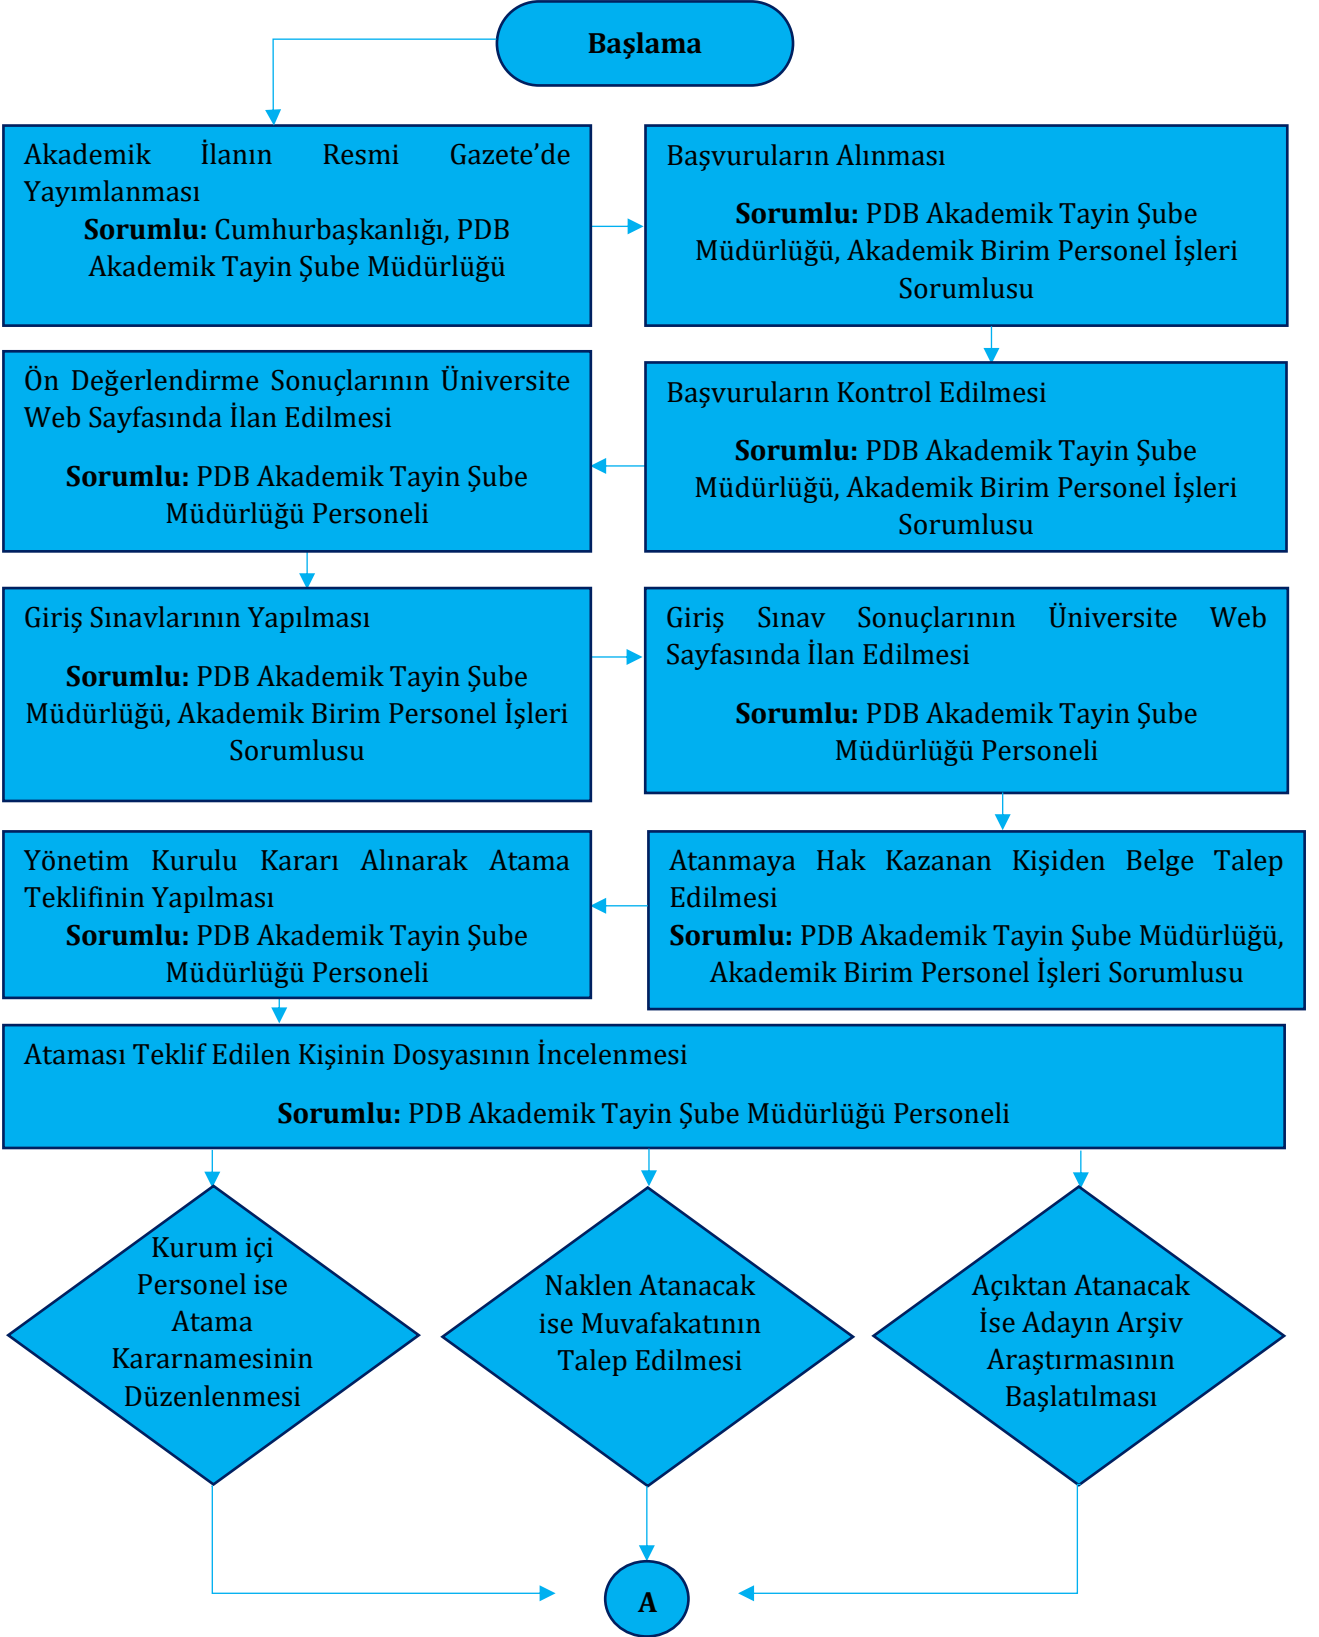 Başlama
Akademik İlanın Resmi Gazete’de
Yayımlanması
Sorumlu: Cumhurbaşkanlığı, PDB
Akademik Tayin Şube Müdürlüğü
Başvuruların Alınması
Sorumlu: PDB Akademik Tayin Şube
Müdürlüğü, Akademik Birim Personel İşleri
Sorumlusu
Başvuruların Kontrol Edilmesi
Sorumlu: PDB Akademik Tayin Şube
Müdürlüğü, Akademik Birim Personel İşleri
Sorumlusu
Ön Değerlendirme Sonuçlarının Üniversite
Web Sayfasında İlan Edilmesi
Sorumlu: PDB Akademik Tayin Şube
Müdürlüğü Personeli
Giriş Sınavlarının Yapılması
Sorumlu: PDB Akademik Tayin Şube
Müdürlüğü, Akademik Birim Personel İşleri
Sorumlusu
Giriş Sınav Sonuçlarının Üniversite Web
Sayfasında İlan Edilmesi
Sorumlu: PDB Akademik Tayin Şube
Müdürlüğü Personeli
Atanmaya Hak Kazanan Kişiden Belge Talep
Edilmesi
Sorumlu: PDB Akademik Tayin Şube Müdürlüğü,
Akademik Birim Personel İşleri Sorumlusu
Yönetim Kurulu Kararı Alınarak Atama
Teklifinin Yapılması
Sorumlu: PDB Akademik Tayin Şube
Müdürlüğü Personeli
Ataması Teklif Edilen Kişinin Dosyasının İncelenmesi
Sorumlu: PDB Akademik Tayin Şube Müdürlüğü Personeli
Kurum içi
Personel ise
Atama
Kararnamesinin
Düzenlenmesi
Naklen Atanacak
ise Muvafakatının
Talep Edilmesi
Açıktan Atanacak
İse Adayın Arşiv
Araştırmasının
Başlatılması
A